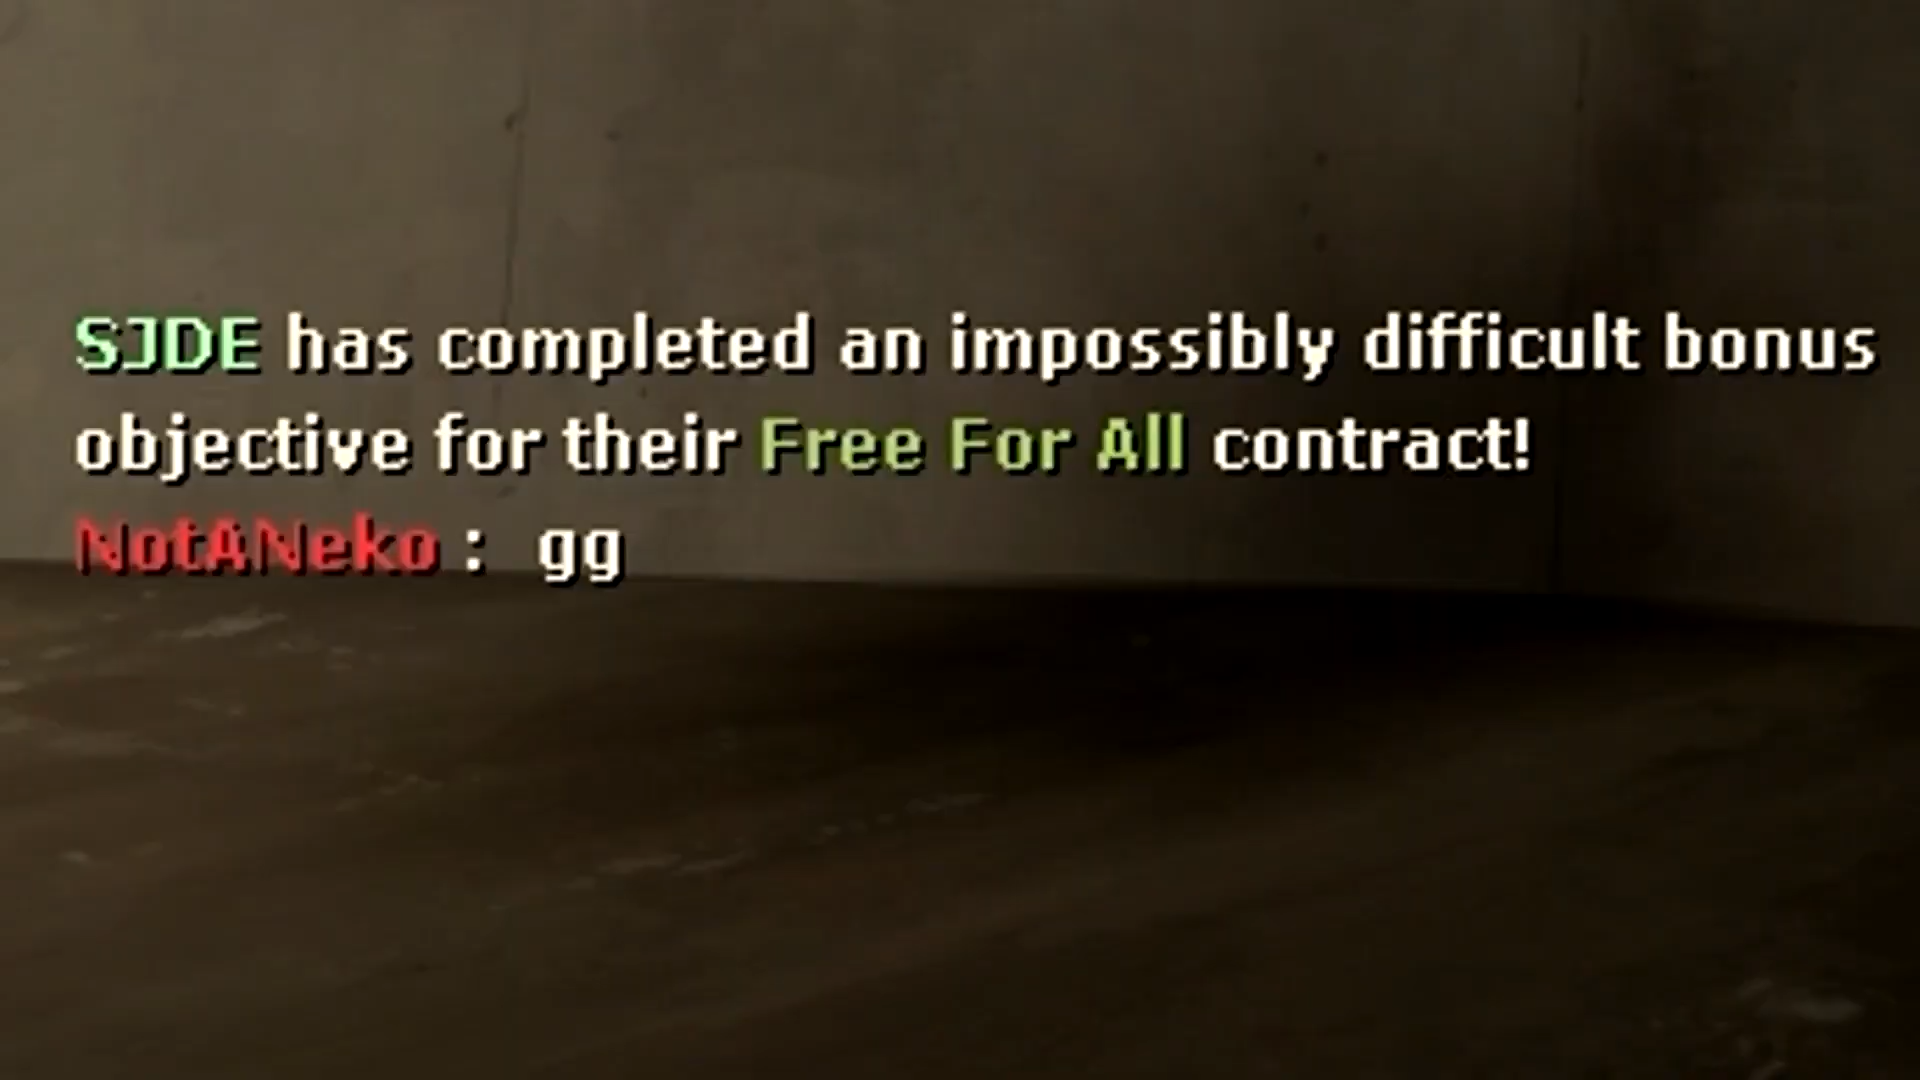 SJDE has completed an impossibly difficult bonus
objective for their Free For All contract!
NotANeko : gg